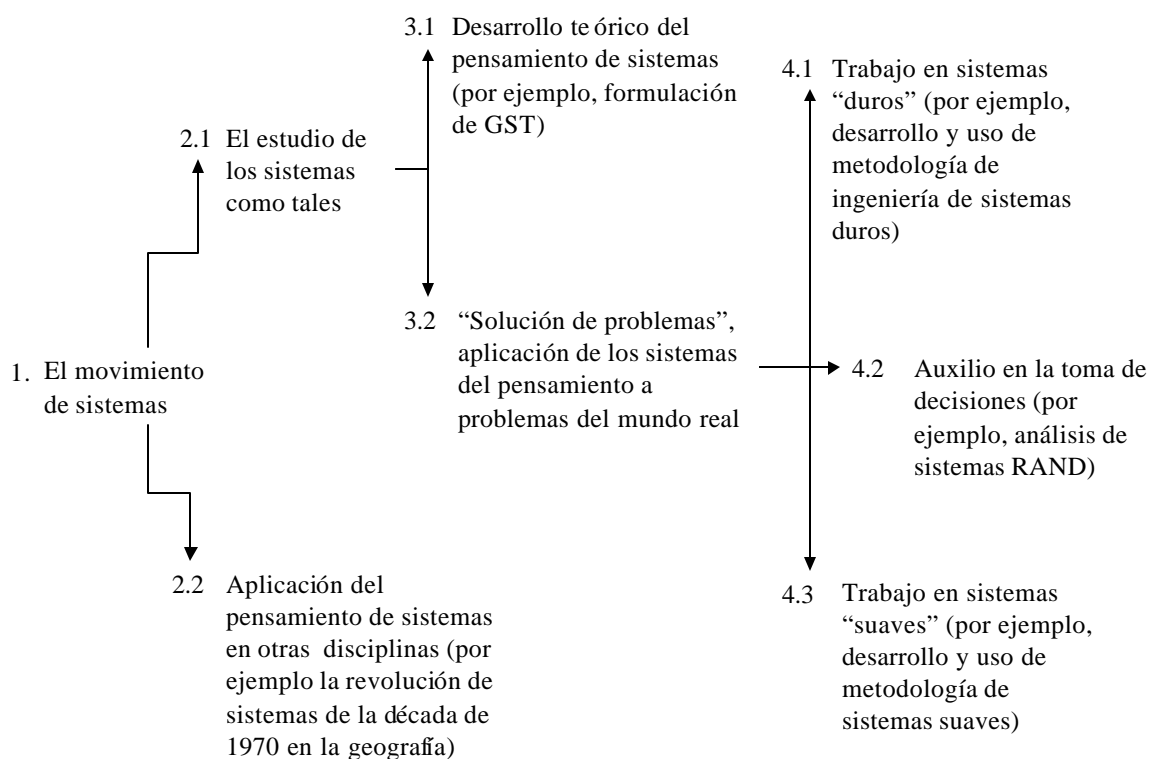 3.1 Desarrollo te órico del
pensamiento de sistemas
(por ejemplo, formulación
de GST)
4.1 Trabajo en sistemas
“duros” (por ejemplo,
desarrollo y uso de
metodología de
ingeniería de sistemas
duros)
2.1 El estudio de
los sistemas
como tales
3.2 “Solución de problemas”,
aplicación de los sistemas
del pensamiento a
problemas del mundo real
1. El movimiento
de sistemas
4.2 Auxilio en la toma de
decisiones (por
ejemplo, análisis de
sistemas RAND)
2.2 Aplicación del
pensamiento de sistemas
en otras disciplinas (por
ejemplo la revolución de
sistemas de la década de
1970 en la geografía)
4.3 Trabajo en sistemas
“suaves” (por ejemplo,
desarrollo y uso de
metodología de
sistemas suaves)